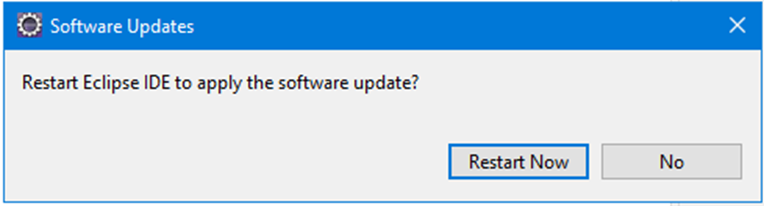 Software Updates
Restart Eclipse IDE to apply the software update?
Restart Now
No